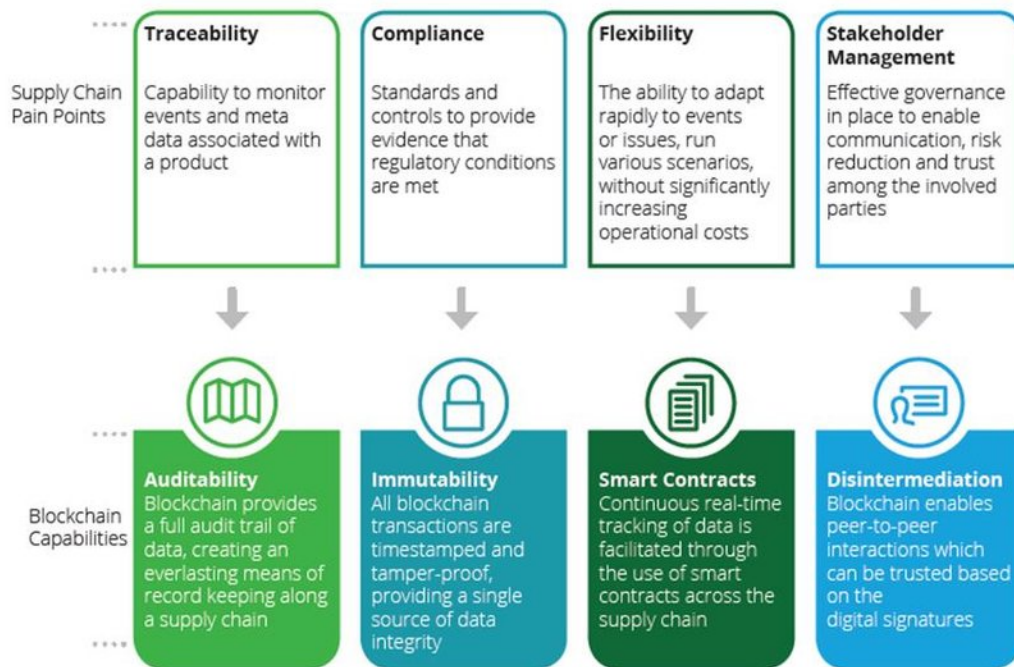 Traceability
Capability to monitor
events and meta
data associated with
a product
Compliance
Standards and
controls to provide
evidence that
regulatory conditions
are met
Flexibility
The ability to adapt
rapidly to events
or issues, run
various scenarios,
without significantly
increasing
operational costs
Stakeholder
Management
Effective governance
in place to enable
communication, risk
reduction and trust
among the involved
parties
Supply Chain
Pain Points
Auditability
Blockchain provides
a full audit trail of
data, creating an
everlasting means of
record keeping along
a supply chain
Immutability
All blockchain
transactions are
timestamped and
tamper-proof,
providing a single
source of data
integrity
Smart Contracts
Continuous real-time
tracking of data is
facilitated through
the use of smart
contracts across the
supply chain
Disintermediation
Blockchain enables
peer-to-peer
interactions which
can be trusted based
on the
digital signatures
Blockchain
Capabilities